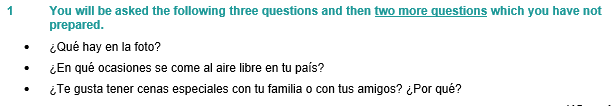 1 You will be asked the following three questions and then two more questions which you have not
prepared.
• ¿Qué hay en la foto?
• ¿En qué ocasiones se come al aire libre en tu país?
• ¿Te gusta tener cenas especiales con tu familia o con tus amigos? ¿Por qué?